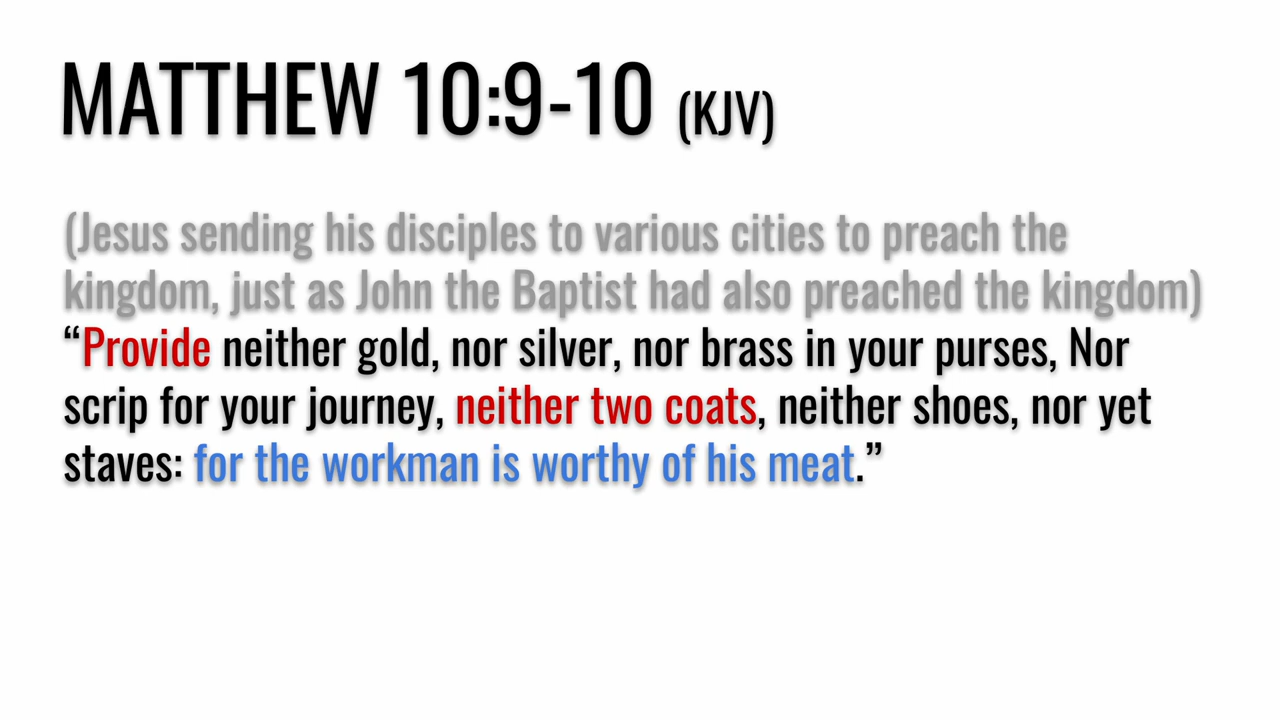 MATTHEW 10:9-10 (KJV)
(Jesus sending his disciples to various cities to preach the
kingdom, just as John the Baptist had also preached the kingdom)
“Provide neither gold, nor silver, nor brass in your purses, Nor
scrip for your journey, neither two coats, neither shoes, nor yet
staves: for the workman is worthy of his meat.”